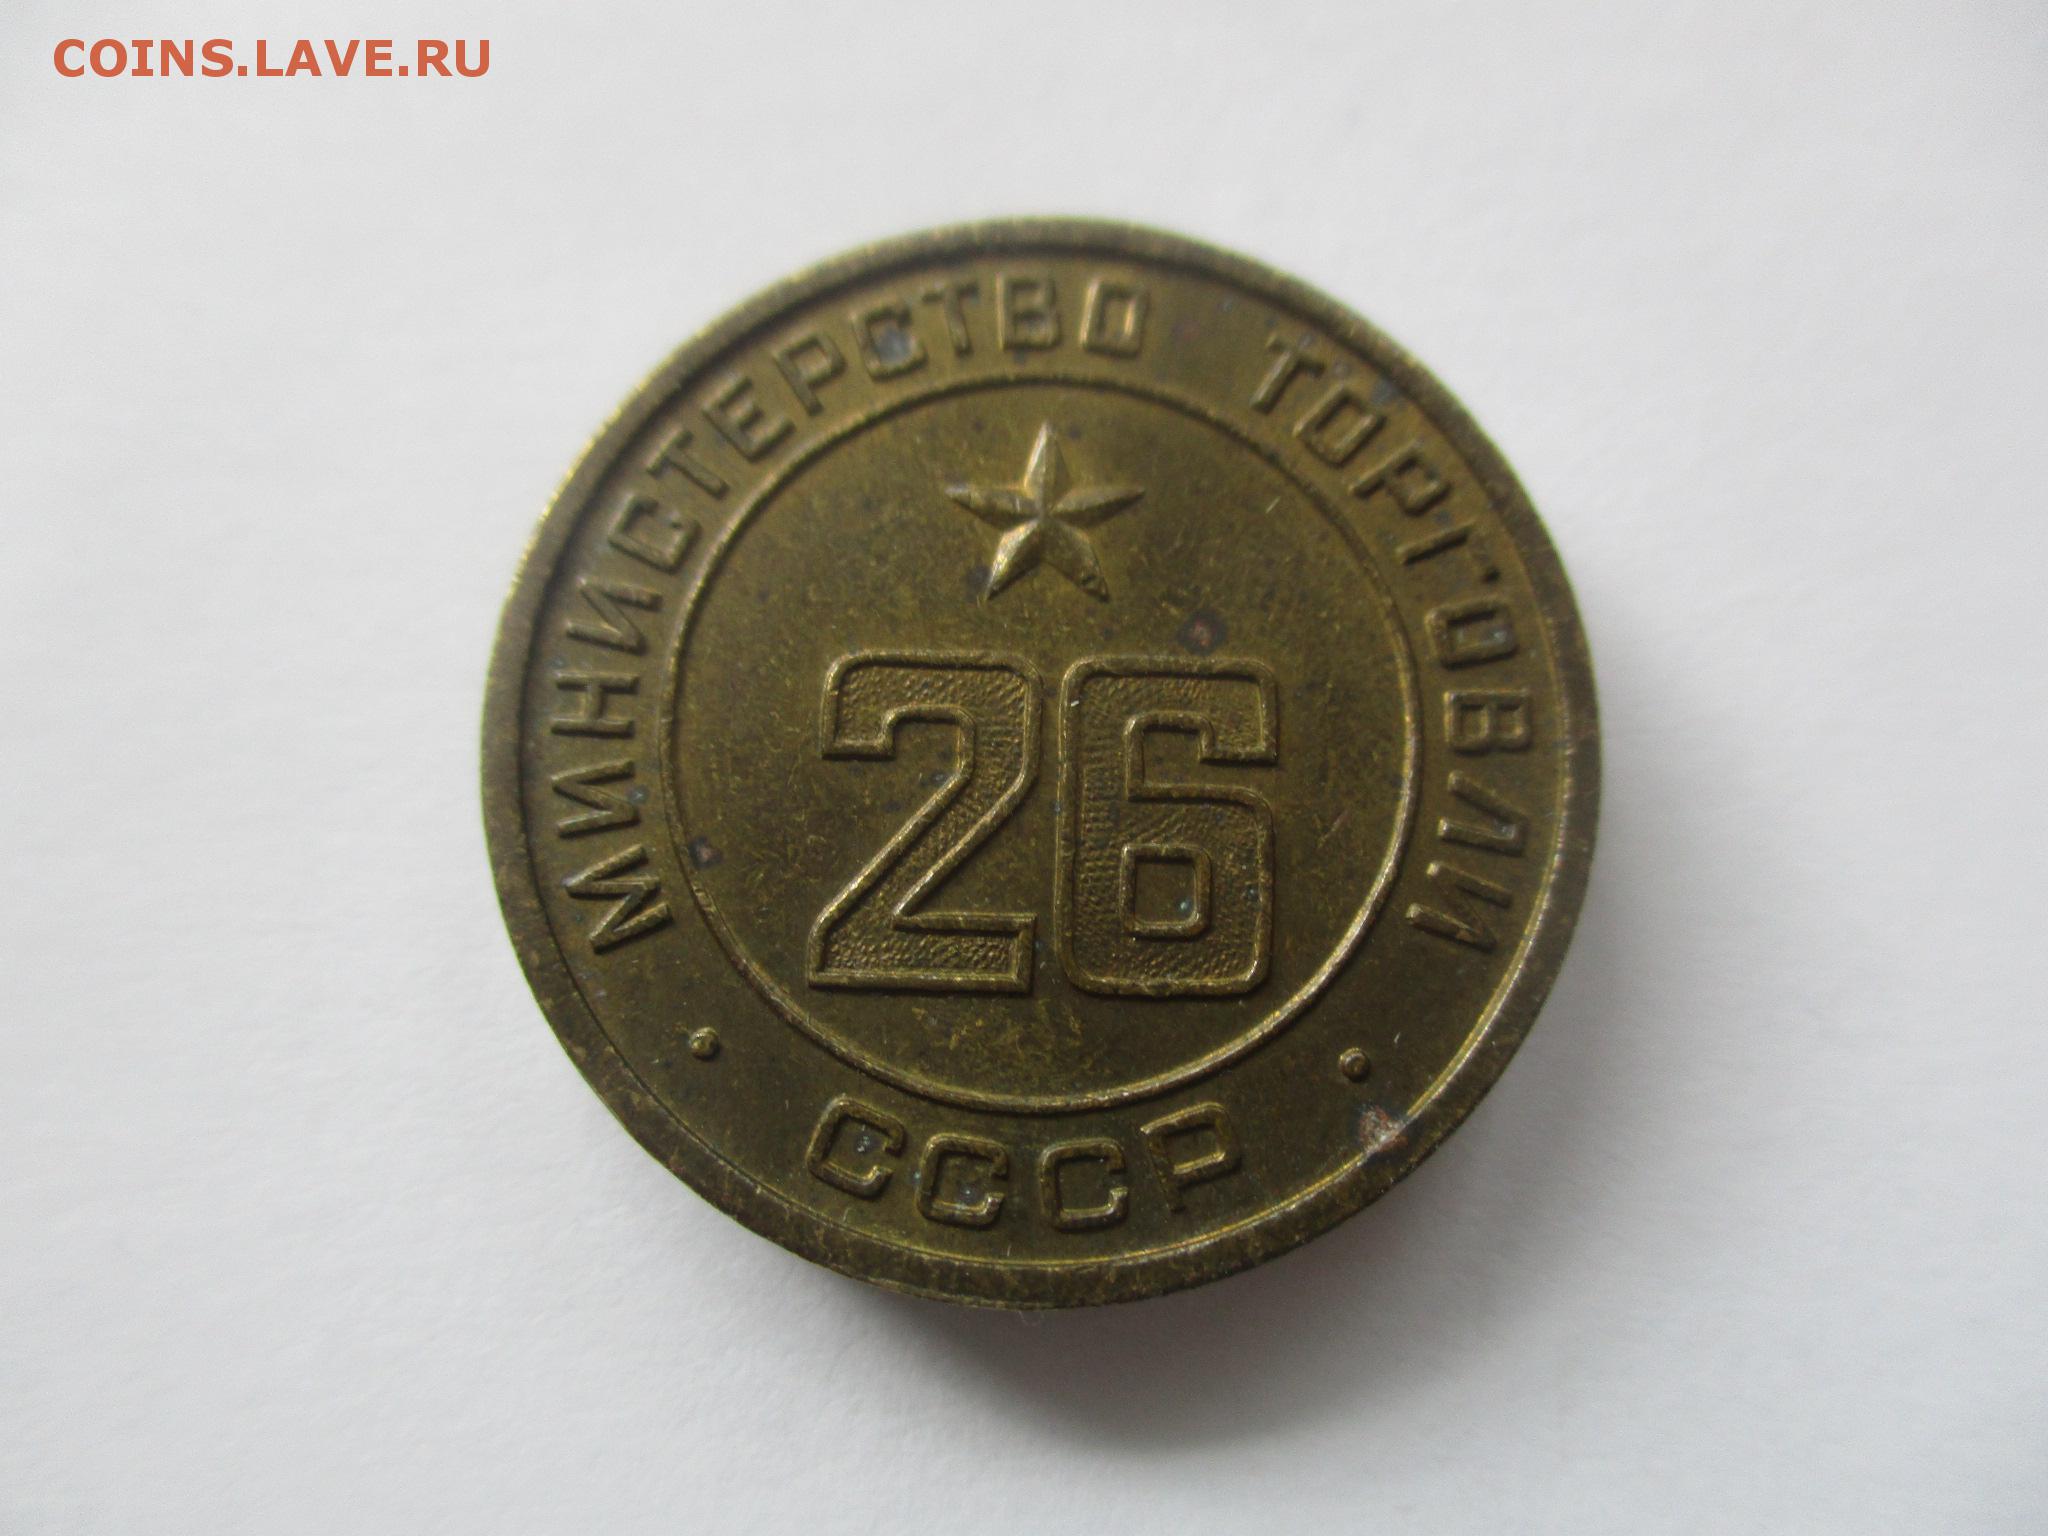 COINS.LAVE.RU
МИНИСТЕРСТВО ТОРГОВЛИ
26
СССР